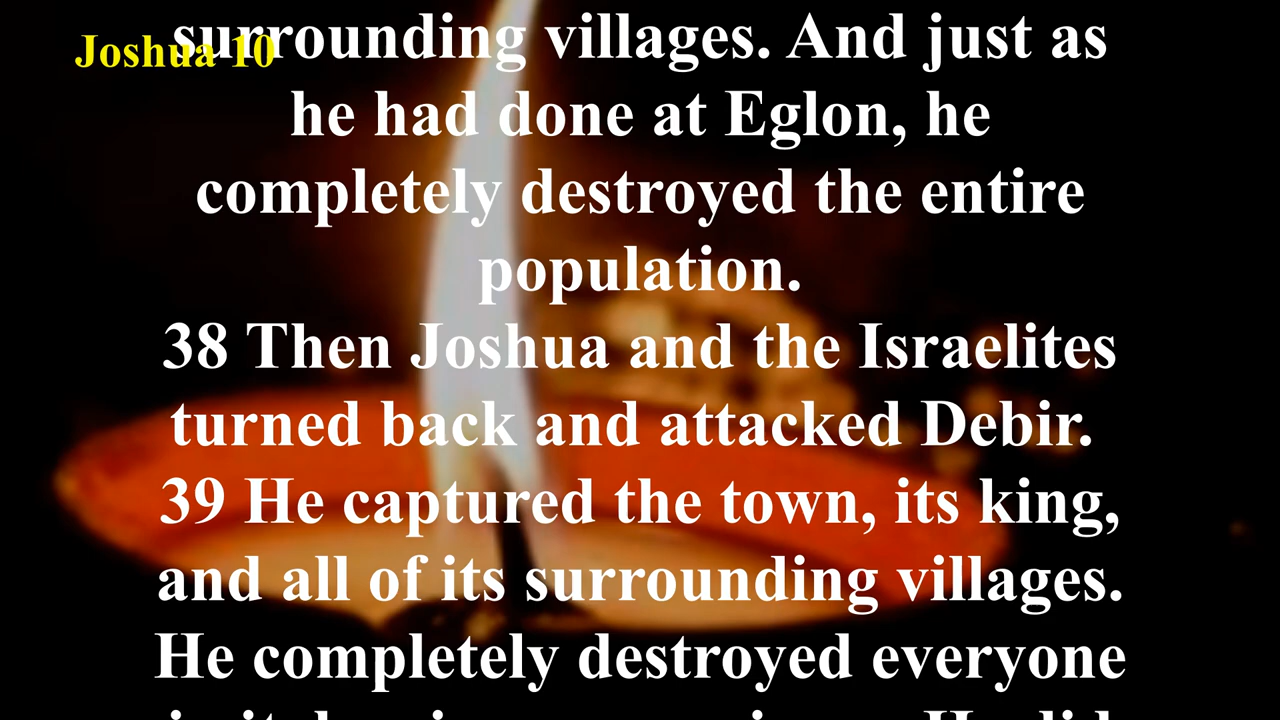 Joshua 10
surrounding villages. And just as
he had done at Eglon, he
completely destroyed the entire
population.
38 Then Joshua and the Israelites
turned back and attacked Debir.
39 He captured the town, its king,
and all of its surrounding villages.
He completely destroyed everyone